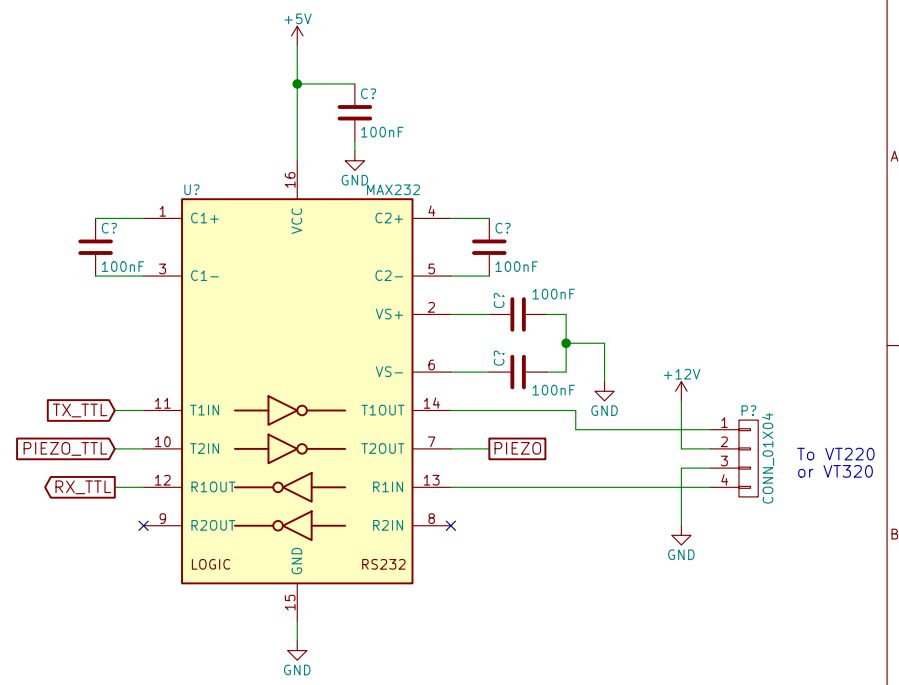 +5V
C?
100nF
GND
16
U?
MAX232
VCC
1
C1+
C2+
4
C?
100nF
C?
100nF
3
C1-
C2-
5
2
VS+
C?
100nF
6
VS-
C?
100nF
GND
+12V
TX_TTL
11
T1IN
T1OUT
14
PIEZO_TTL
10
T2IN
T2OUT
7
PIEZO
RX_TTL
12
R1OUT
R1IN
13
9
R2OUT
R2IN
8
LOGIC
GND
RS232
15
GND
P?
1
2
3
4
CONN_01X04
GND
To VT220
or VT320
A
B